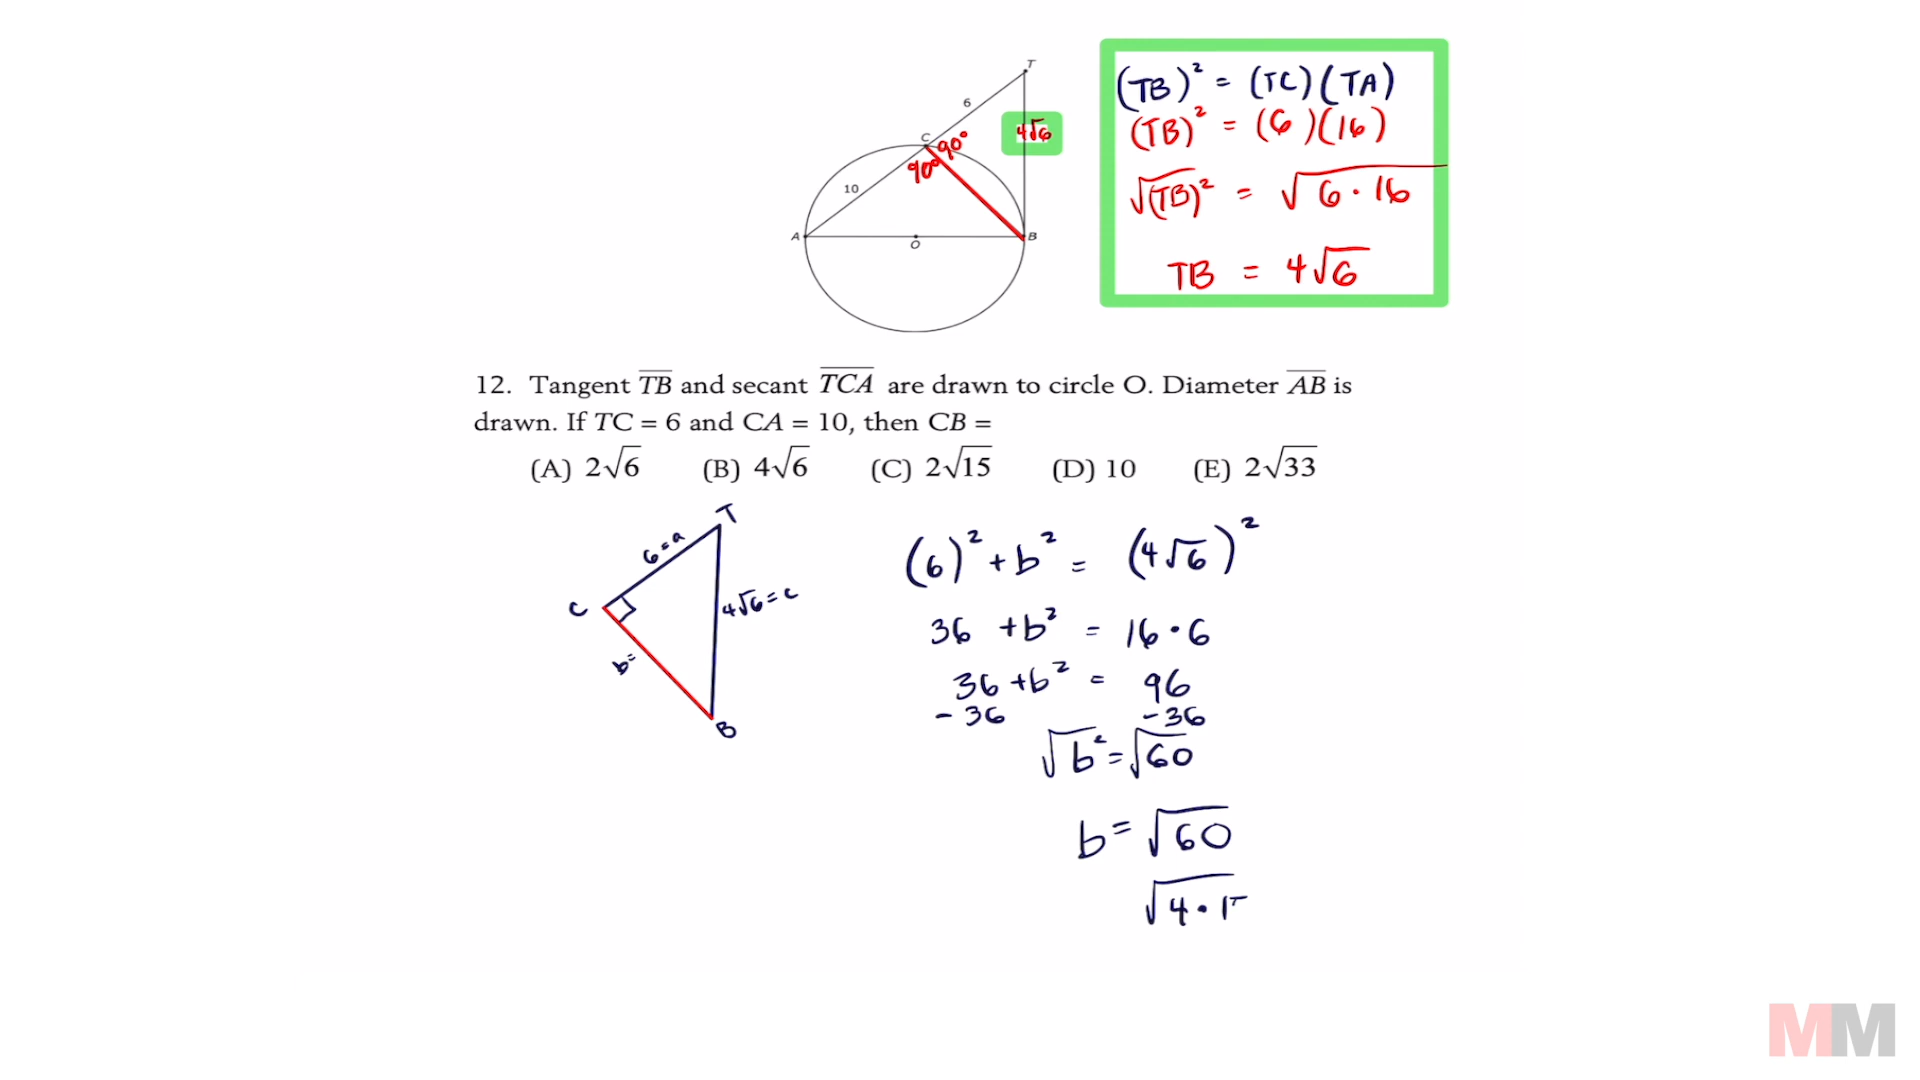 T
6
4√6
C
90°
90°
10
A
O
B
(TB)² = (TC)(TA)
(TB)² = (6)(16)
√(TB)² = √6·16
TB = 4√6
12. Tangent TB and secant TCA are drawn to circle O. Diameter AB is
drawn. If TC = 6 and CA = 10, then CB =
(A) 2√6 (B) 4√6 (C) 2√15 (D) 10 (E) 2√33
T
6=a
C
4√6=c
b=
B
(6)² + b² = (4√6)²
36 + b² = 16·6
36 + b² = 96
- 36 - 36
√b² = √60
b = √60
√4·1
MM